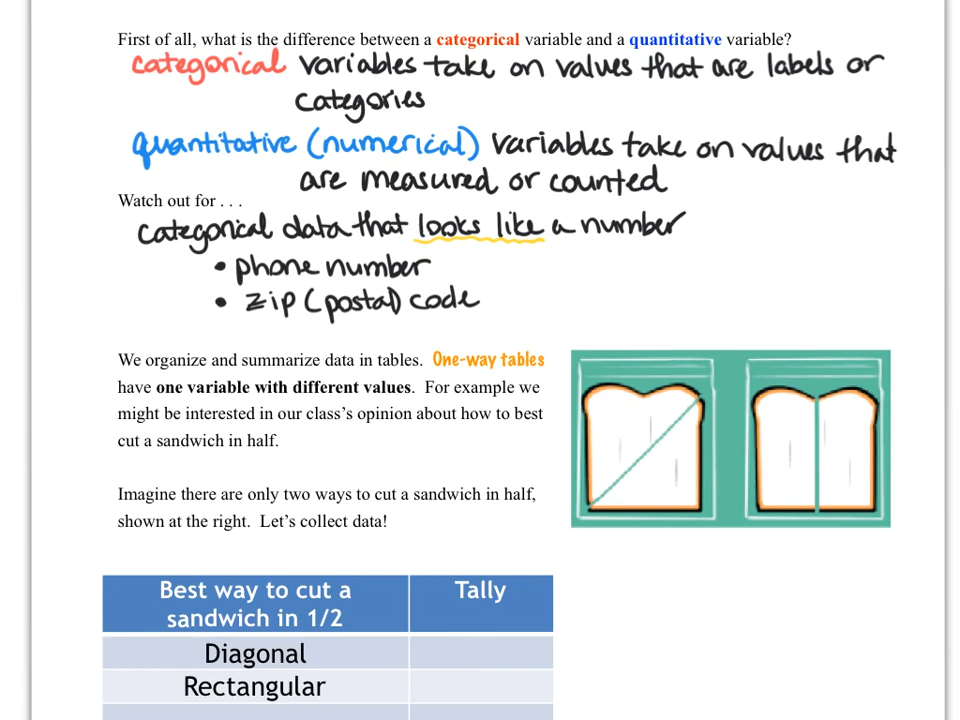 First of all, what is the difference between a categorical variable and a quantitative variable?
categorical variables take on values that are labels or
categories
quantitative (numerical) variables take on values that
are measured or counted
Watch out for . . .
categorical data that looks like a number
• phone number
• zip (postal) code
We organize and summarize data in tables. One-way tables
have one variable with different values. For example we
might be interested in our class's opinion about how to best
cut a sandwich in half.
Imagine there are only two ways to cut a sandwich in half,
shown at the right. Let's collect data!
Best way to cut a Tally
sandwich in 1/2
Diagonal
Rectangular